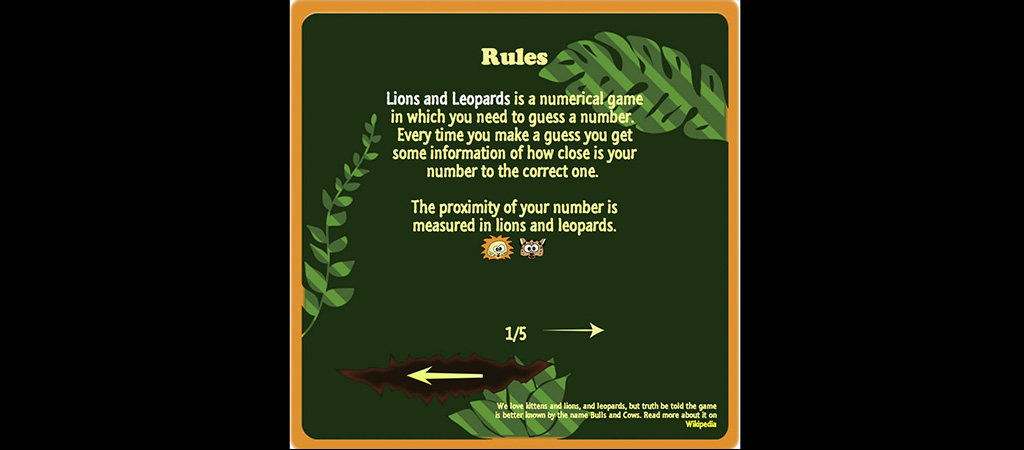 Rules
Lions and Leopards is a numerical game
in which you need to guess a number.
Every time you make a guess you get
some information of how close is your
number to the correct one.
The proximity of your number is
measured in lions and leopards.
1/5
We love kittens and lions, and leopards, but truth be told the game
is better known by the name Bulls and Cows. Read more about it on
Wikipedia